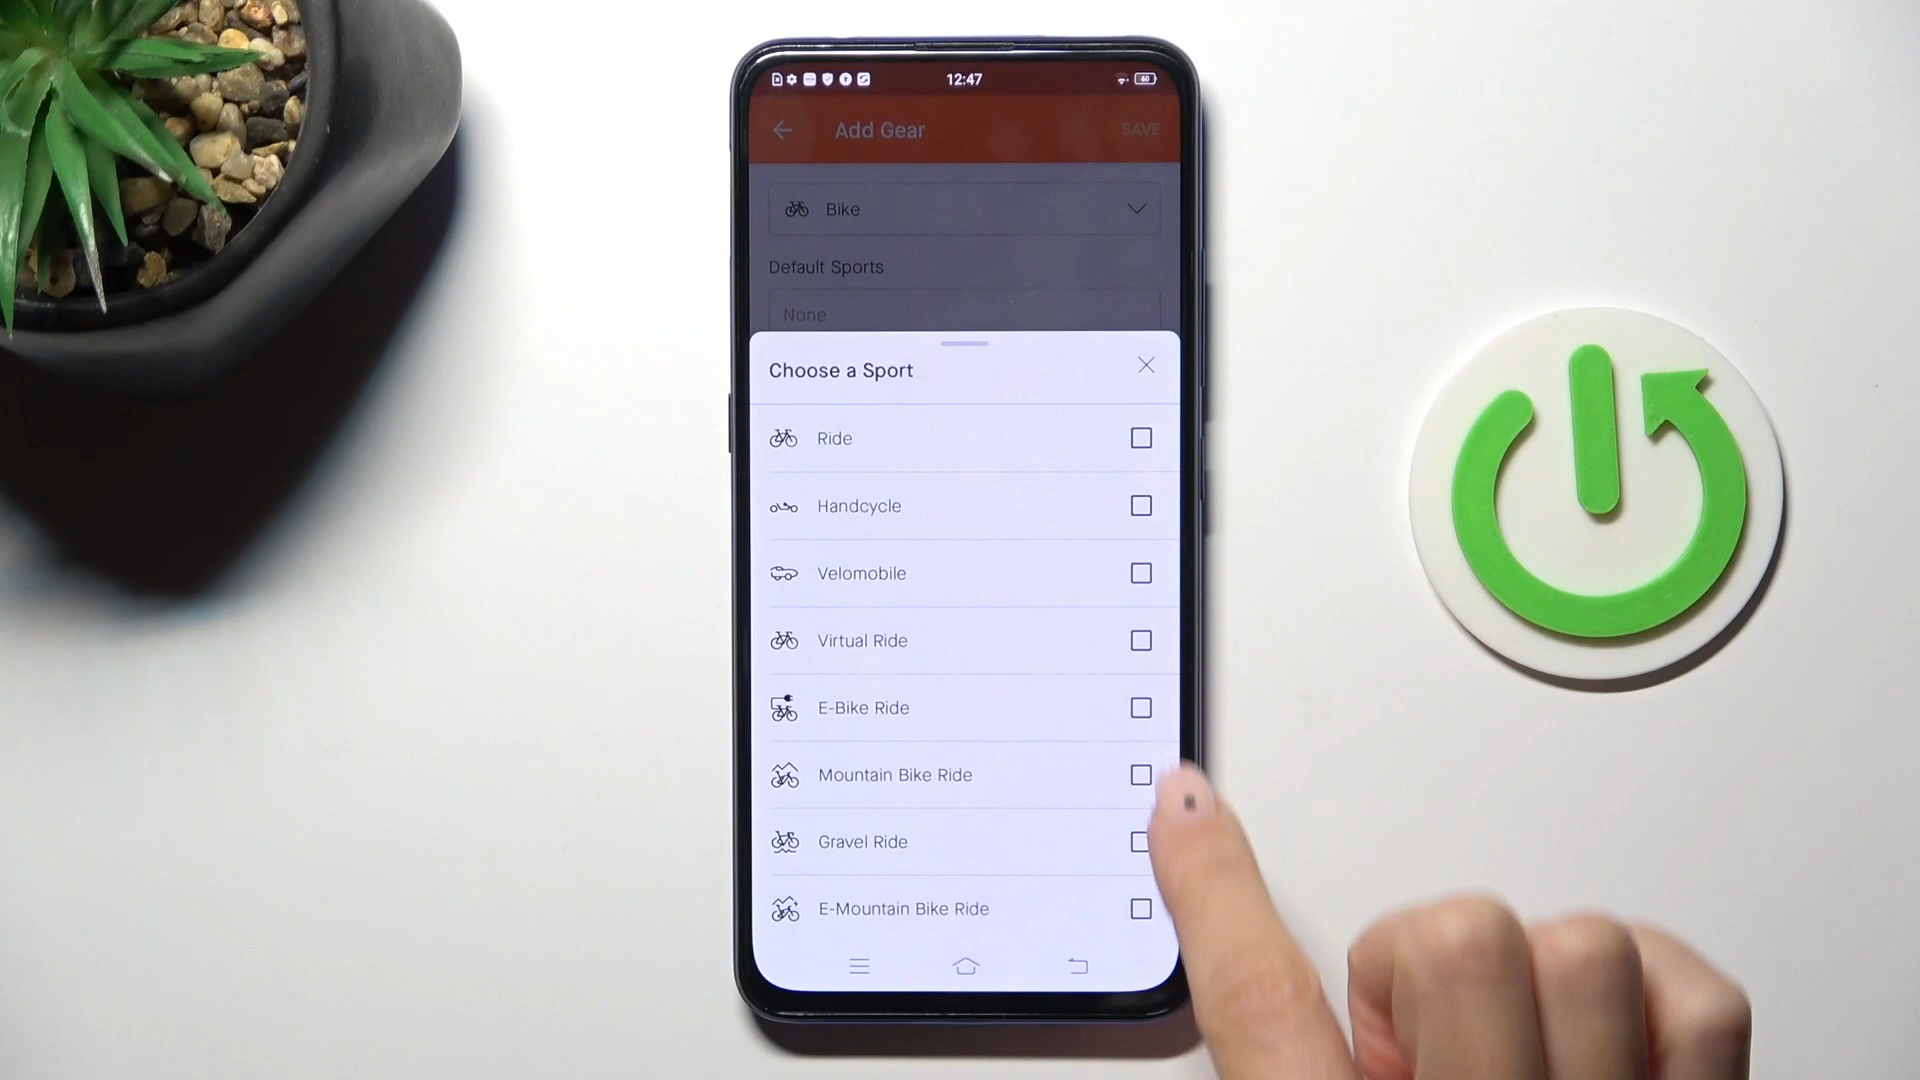 12:47
60
Add Gear
SAVE
Bike
Default Sports
None
Choose a Sport
Ride
Handcycle
Velomobile
Virtual Ride
E-Bike Ride
Mountain Bike Ride
Gravel Ride
E-Mountain Bike Ride